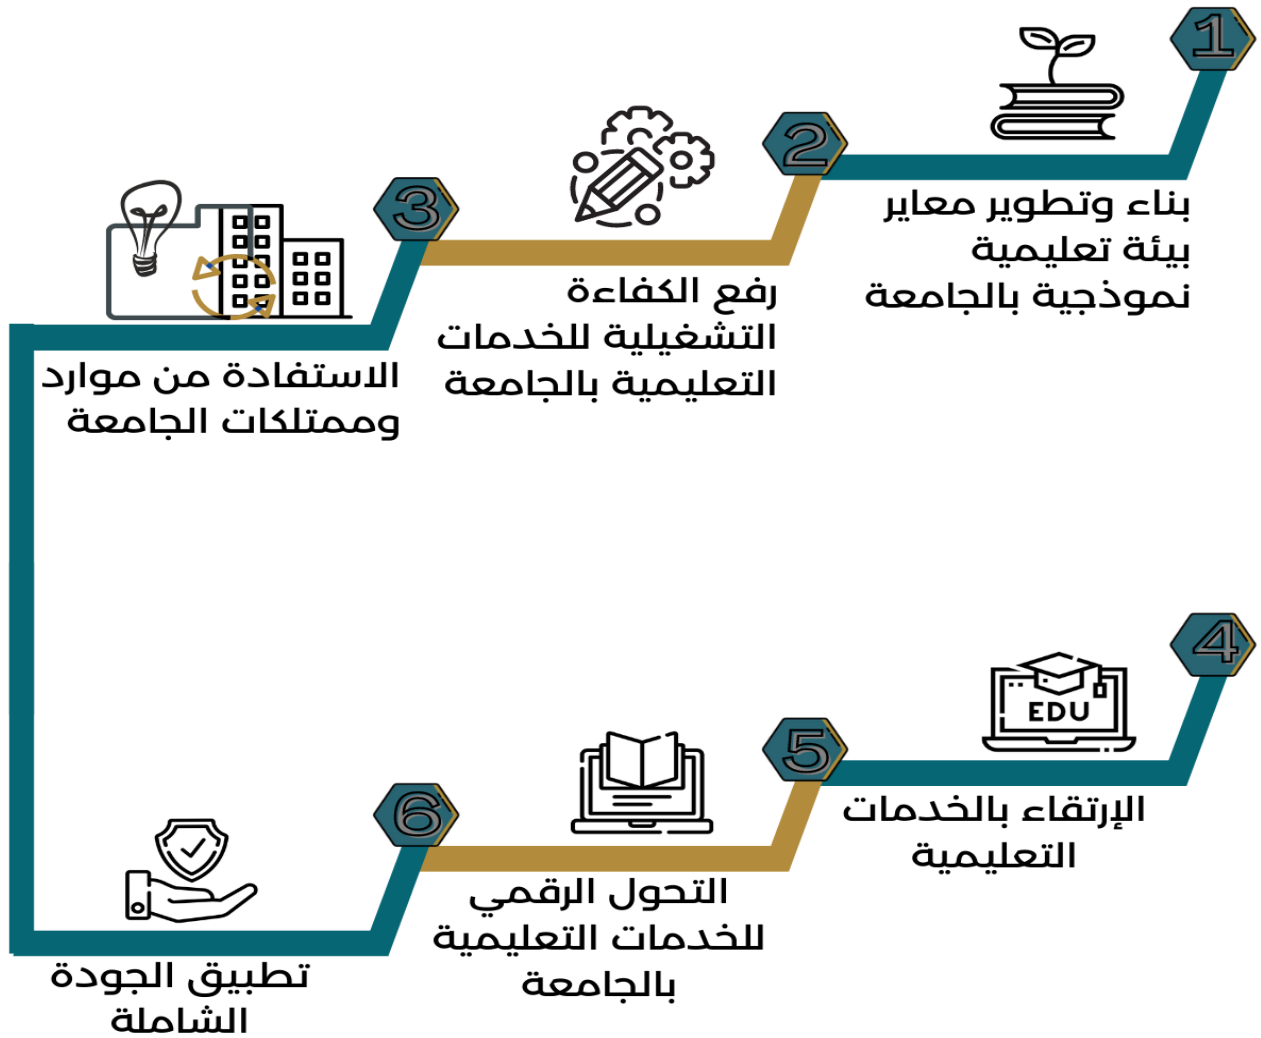 1
بناء وتطوير معاير
بيئة تعليمية
نموذجية بالجامعة
2
رفع الكفاءة
التشغيلية للخدمات
التعليمية بالجامعة
3
الاستفادة من موارد
وممتلكات الجامعة
4
EDU
الإرتقاء بالخدمات
التعليمية
5
التحول الرقمي
للخدمات التعليمية
بالجامعة
6
تطبيق الجودة
الشاملة